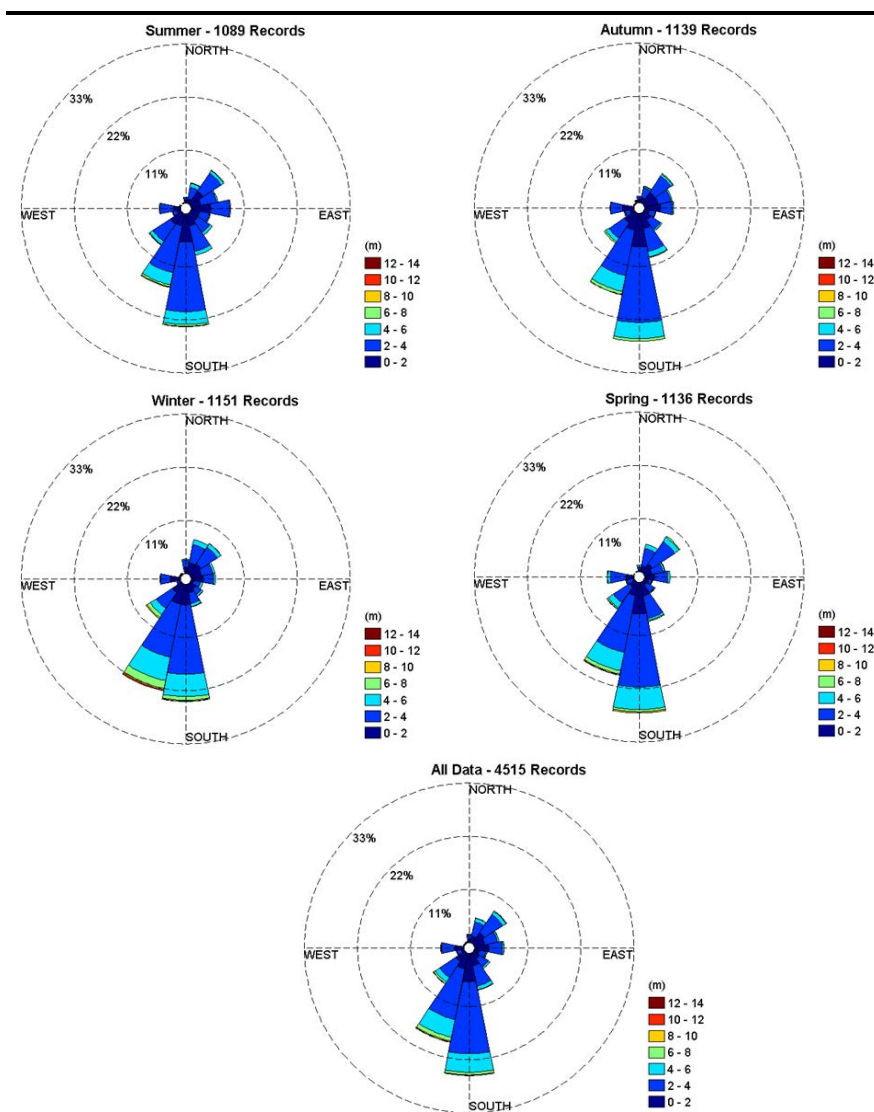 Summer - 1089 Records
NORTH
33%
22%
11%
WEST
EAST
SOUTH
(m)
12 - 14
10 - 12
8 - 10
6 - 8
4 - 6
2 - 4
0 - 2
Autumn - 1139 Records
NORTH
33%
22%
11%
WEST
EAST
SOUTH
(m)
12 - 14
10 - 12
8 - 10
6 - 8
4 - 6
2 - 4
0 - 2
Winter - 1151 Records
NORTH
33%
22%
11%
WEST
EAST
SOUTH
(m)
12 - 14
10 - 12
8 - 10
6 - 8
4 - 6
2 - 4
0 - 2
Spring - 1136 Records
NORTH
33%
22%
11%
WEST
EAST
SOUTH
(m)
12 - 14
10 - 12
8 - 10
6 - 8
4 - 6
2 - 4
0 - 2
All Data - 4515 Records
NORTH
33%
22%
11%
WEST
EAST
SOUTH
(m)
12 - 14
10 - 12
8 - 10
6 - 8
4 - 6
2 - 4
0 - 2